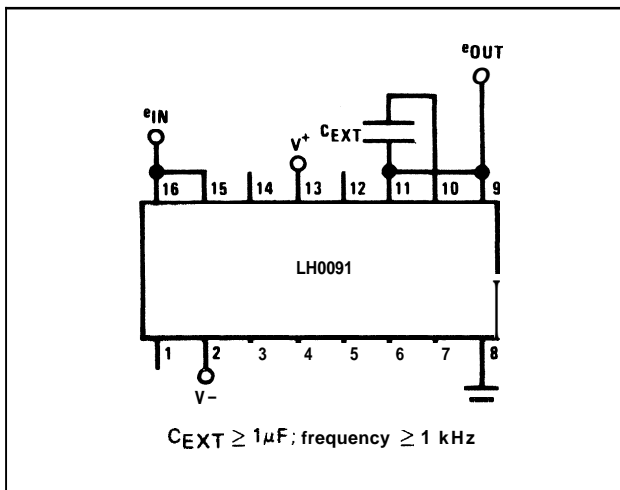 eOUT
eIN
CEXT
V+
16 15 14 13 12 11 10 9
LH0091
1 2 3 4 5 6 7 8
V−
CEXT ≥ 1μF; frequency ≥ 1 kHz